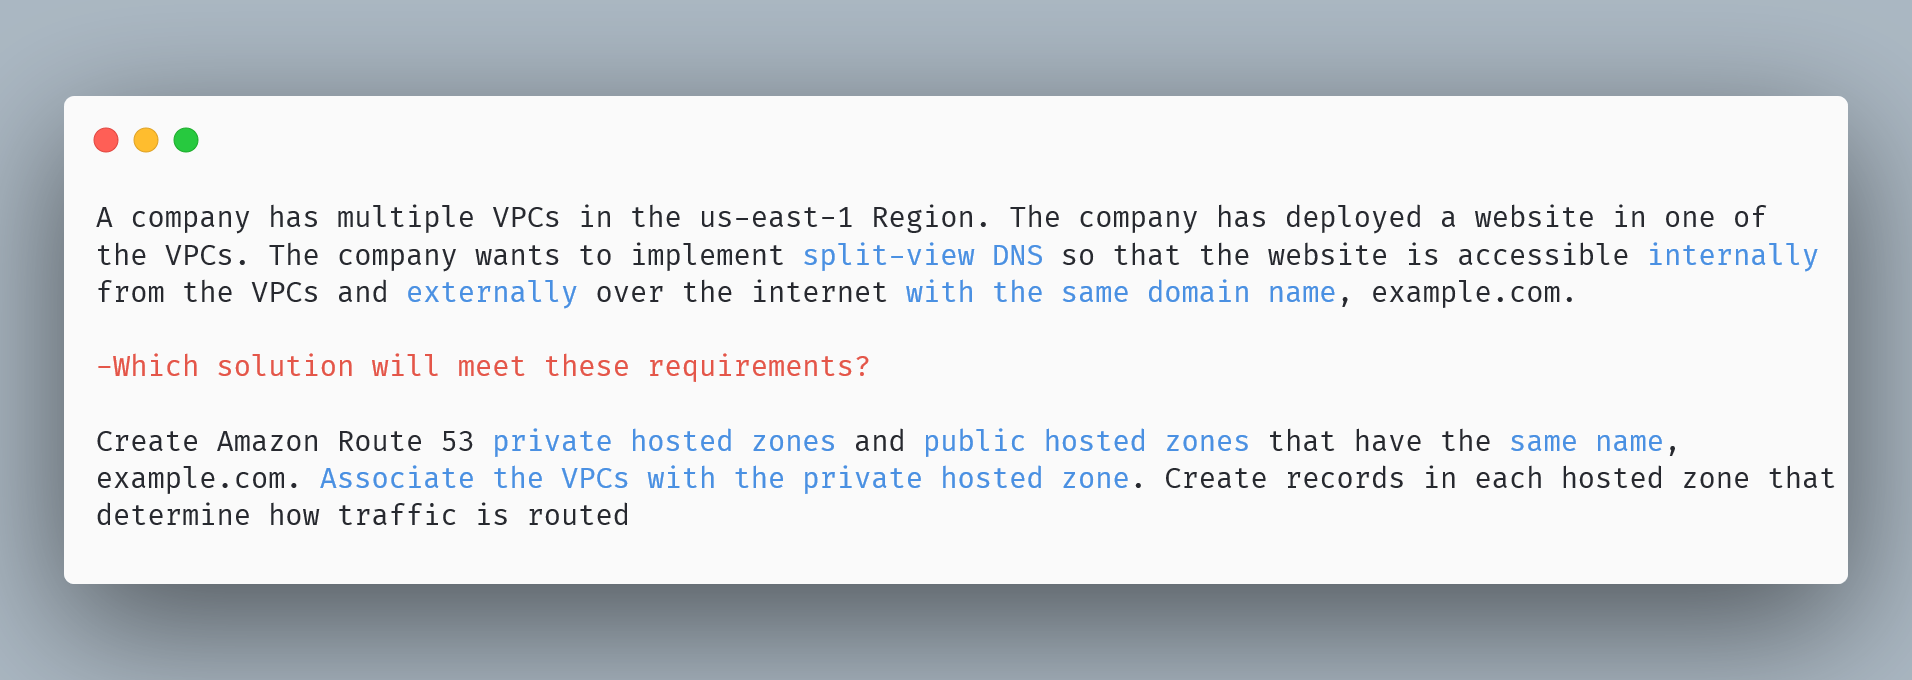 A company has multiple VPCs in the us-east-1 Region. The company has deployed a website in one of
the VPCs. The company wants to implement split-view DNS so that the website is accessible internally
from the VPCs and externally over the internet with the same domain name, example.com.
-Which solution will meet these requirements?
Create Amazon Route 53 private hosted zones and public hosted zones that have the same name,
example.com. Associate the VPCs with the private hosted zone. Create records in each hosted zone that
determine how traffic is routed